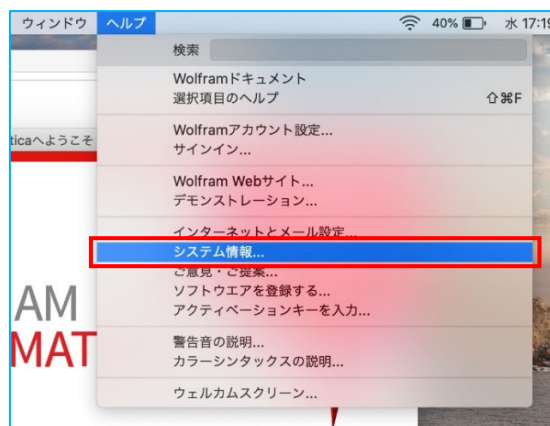 ウィンドウ ヘルプ 40% 水 17:19
検索
Wolframドキュメント
選択項目のヘルプ ⇧⌘F
Wolframアカウント設定...
サインイン...
Wolfram Webサイト...
デモンストレーション...
インターネットとメール設定...
システム情報...
ご意見・ご提案...
ソフトウエアを登録する...
アクティベーションキーを入力...
警告音の説明...
カラーシンタックスの説明...
ウェルカムスクリーン...
ticaへようこそ
AM
MAT